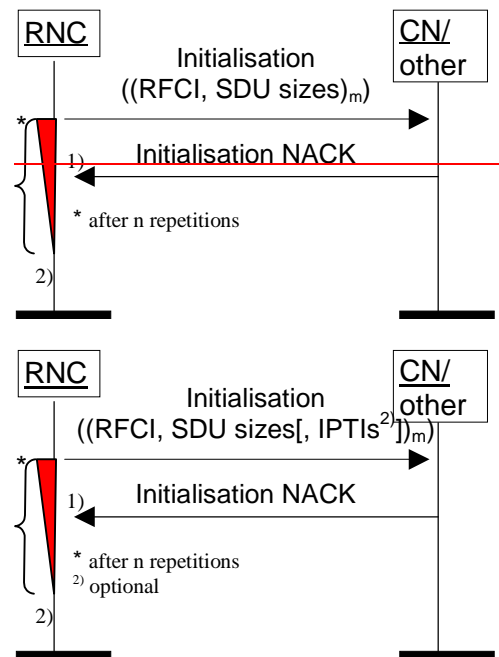 RNC
CN/
other
Initialisation
((RFCI, SDU sizes)m)
*
1)
Initialisation NACK
* after n repetitions
2)
RNC
CN/
other
Initialisation
((RFCI, SDU sizes[, IPTIs2)])m)
*
1)
Initialisation NACK
* after n repetitions
2) optional
2)